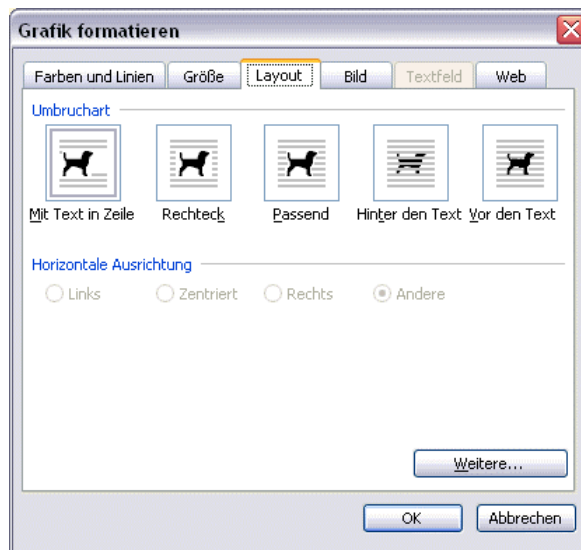 Grafik formatieren
Farben und Linien Größe Layout Bild Textfeld Web
Umbruchart
Mit Text in Zeile Rechteck Passend Hinter den Text Vor den Text
Horizontale Ausrichtung
Links Zentriert Rechts Andere
Weitere...
OK Abbrechen